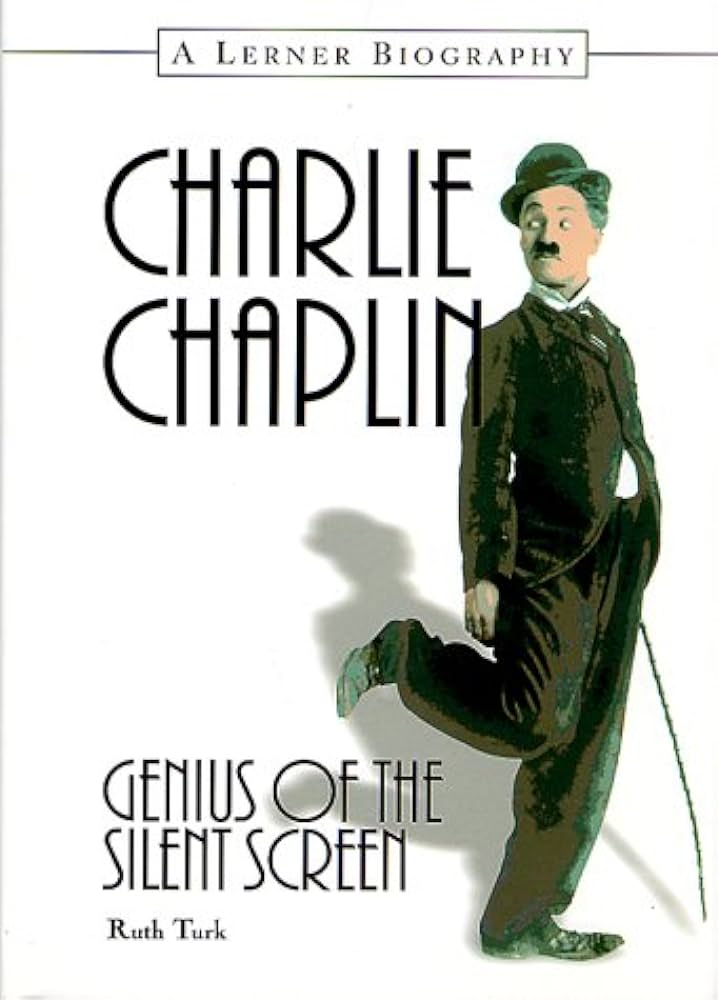 A LERNER BIOGRAPHY
CHARLIE
CHAPLIN
GENIUS OF THE
SILENT SCREEN
Ruth Turk